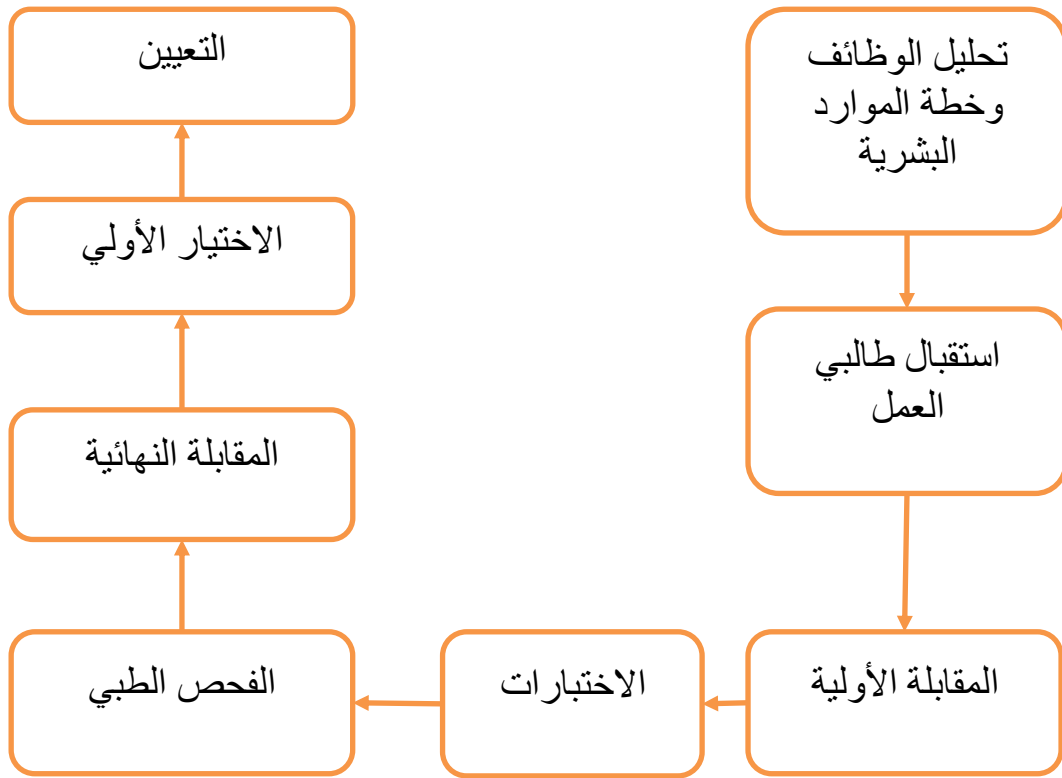 تحليل الوظائف
وخطة الموارد
البشرية
استقبال طالبي
العمل
المقابلة الأولية
الاختبارات
الفحص الطبي
المقابلة النهائية
الاختيار الأولي
التعيين